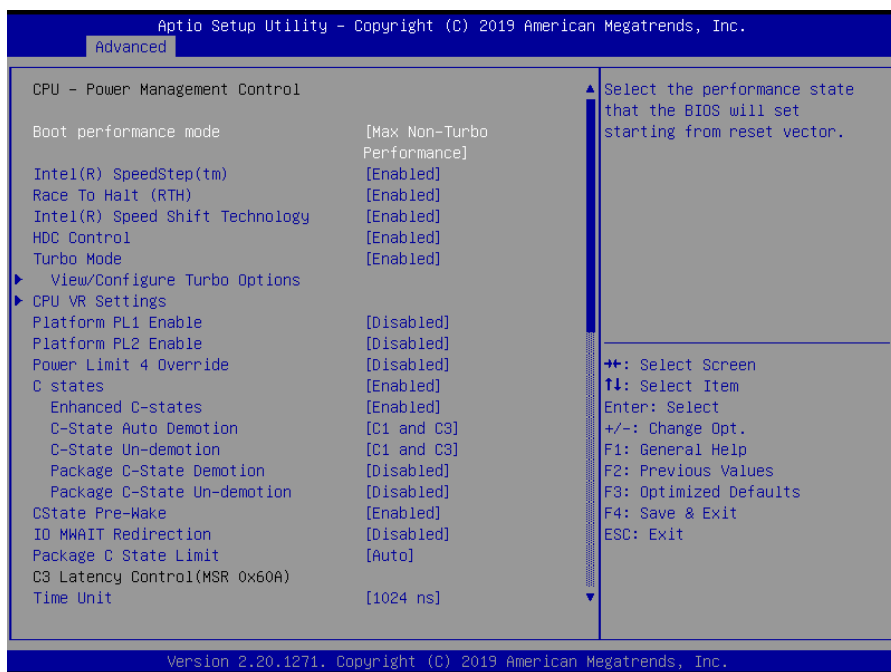 Aptio Setup Utility – Copyright (C) 2019 American Megatrends, Inc.
Advanced
CPU – Power Management Control
Boot performance mode [Max Non-Turbo
Performance]
Intel(R) SpeedStep(tm) [Enabled]
Race To Halt (RTH) [Enabled]
Intel(R) Speed Shift Technology [Enabled]
HDC Control [Enabled]
Turbo Mode [Enabled]
View/Configure Turbo Options
CPU VR Settings
Platform PL1 Enable [Disabled]
Platform PL2 Enable [Disabled]
Power Limit 4 Override [Disabled]
C states [Enabled]
Enhanced C-states [Enabled]
C-State Auto Demotion [C1 and C3]
C-State Un-demotion [C1 and C3]
Package C-State Demotion [Disabled]
Package C-State Un-demotion [Disabled]
CState Pre-Wake [Enabled]
IO MWAIT Redirection [Disabled]
Package C State Limit [Auto]
C3 Latency Control(MSR 0x60A)
Time Unit [1024 ns]
Select the performance state
that the BIOS will set
starting from reset vector.
→←: Select Screen
↑↓: Select Item
Enter: Select
+/-: Change Opt.
F1: General Help
F2: Previous Values
F3: Optimized Defaults
F4: Save & Exit
ESC: Exit
Version 2.20.1271. Copyright (C) 2019 American Megatrends, Inc.